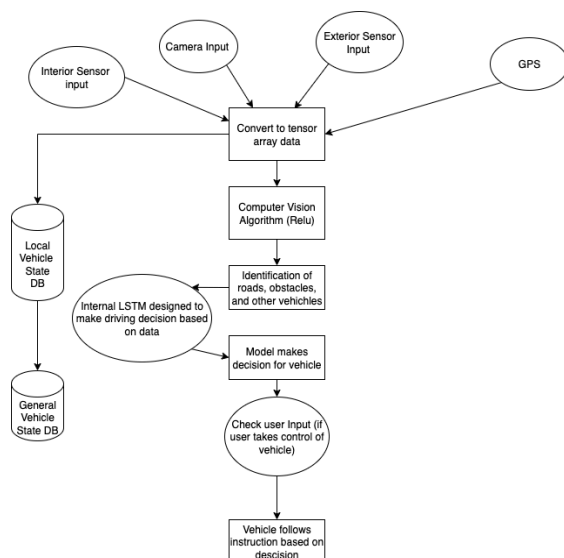 Camera Input
Exterior Sensor
Input
Interior Sensor
input
GPS
Convert to tensor
array data
Computer Vision
Algorithm (Relu)
Local
Vehicle
State
DB
Identification of
roads, obstacles,
and other vehichles
Internal LSTM designed to
make driving decision based
on data
Model makes
decision for vehicle
General
Vehicle
State DB
Check user Input (if
user takes control of
vehicle)
Vehicle follows
instruction based on
descision